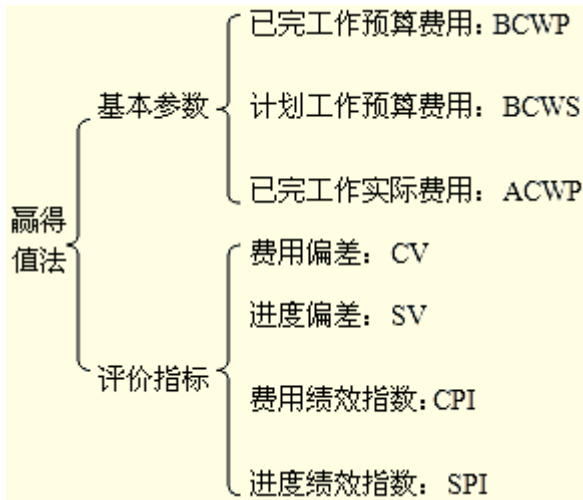 赢得
值法
基本参数
已完工作预算费用：BCWP
计划工作预算费用：BCWS
已完工作实际费用：ACWP
评价指标
费用偏差：CV
进度偏差：SV
费用绩效指数：CPI
进度绩效指数：SPI